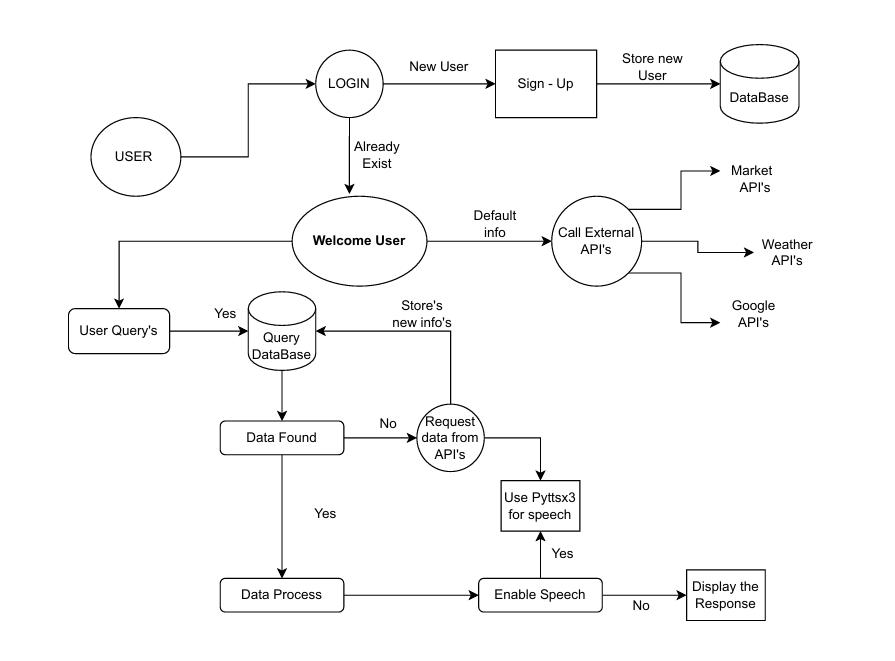 LOGIN
New User
Sign - Up
Store new
User
DataBase
USER
Already
Exist
Market
API's
Welcome User
Default
info
Call External
API's
Weather
API's
User Query's
Yes
Query
DataBase
Store's
new info's
Google
API's
Data Found
No
Request
data from
API's
Use Pyttsx3
for speech
Yes
Yes
Data Process
Enable Speech
No
Display the
Response